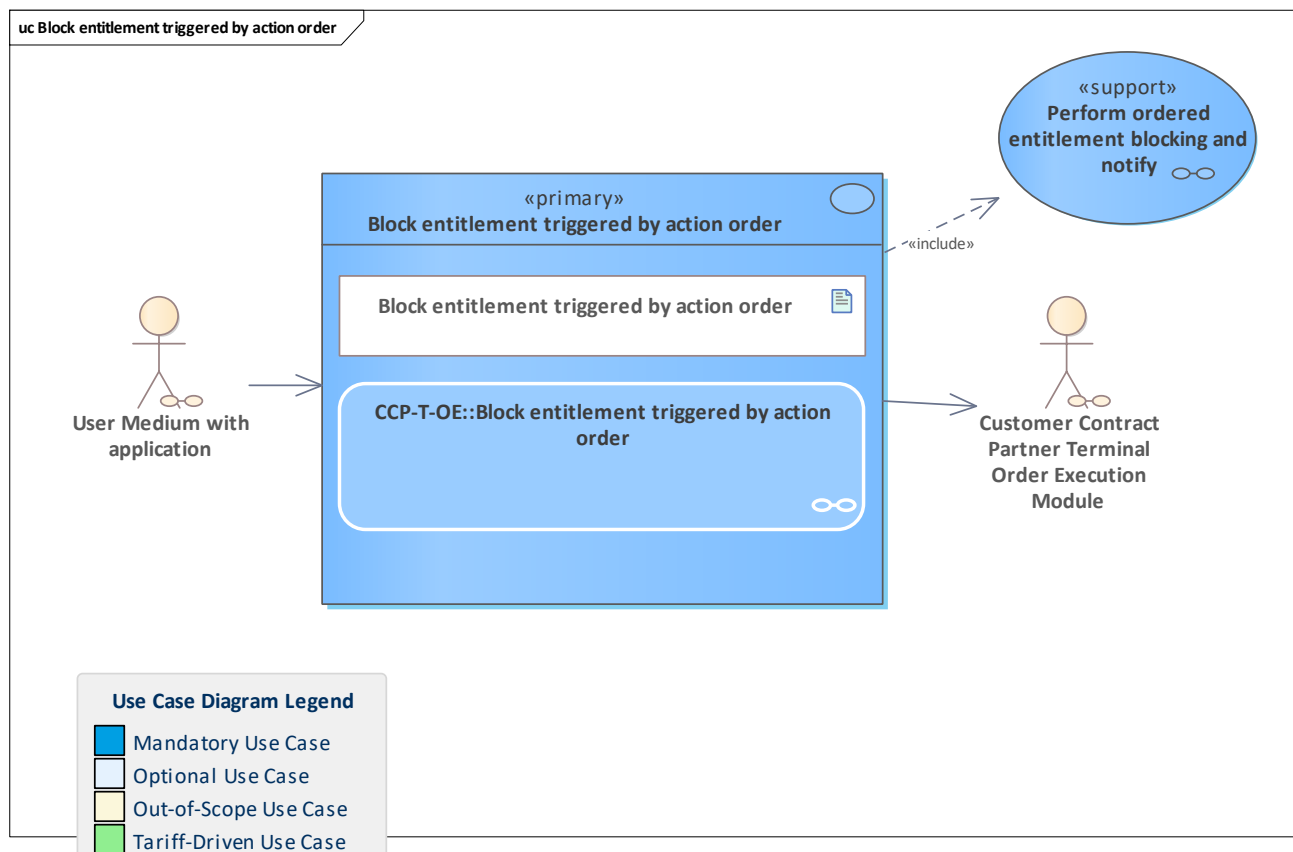 uc Block entitlement triggered by action order
«support»
Perform ordered
entitlement blocking and
notify
«primary»
Block entitlement triggered by action order
«include»
Block entitlement triggered by action order
CCP-T-OE::Block entitlement triggered by action
order
User Medium with
application
Customer Contract
Partner Terminal
Order Execution
Module
Use Case Diagram Legend
Mandatory Use Case
Optional Use Case
Out-of-Scope Use Case
Tariff-Driven Use Case